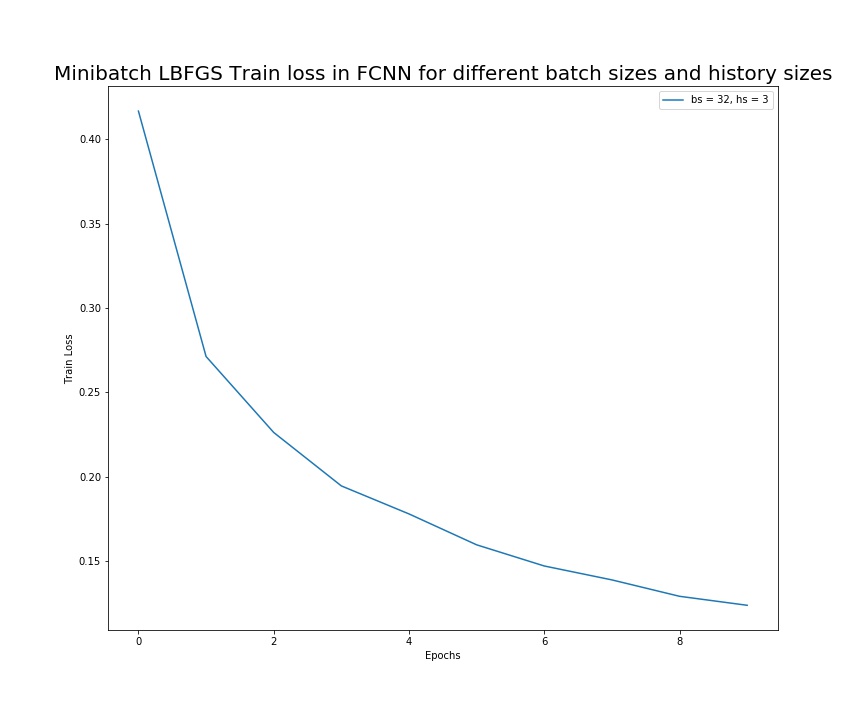 Minibatch LBFGS Train loss in FCNN for different batch sizes and history sizes
bs = 32, hs = 3
0.40
0.35
0.30
0.25
0.20
0.15
Train Loss
0 2 4 6 8
Epochs